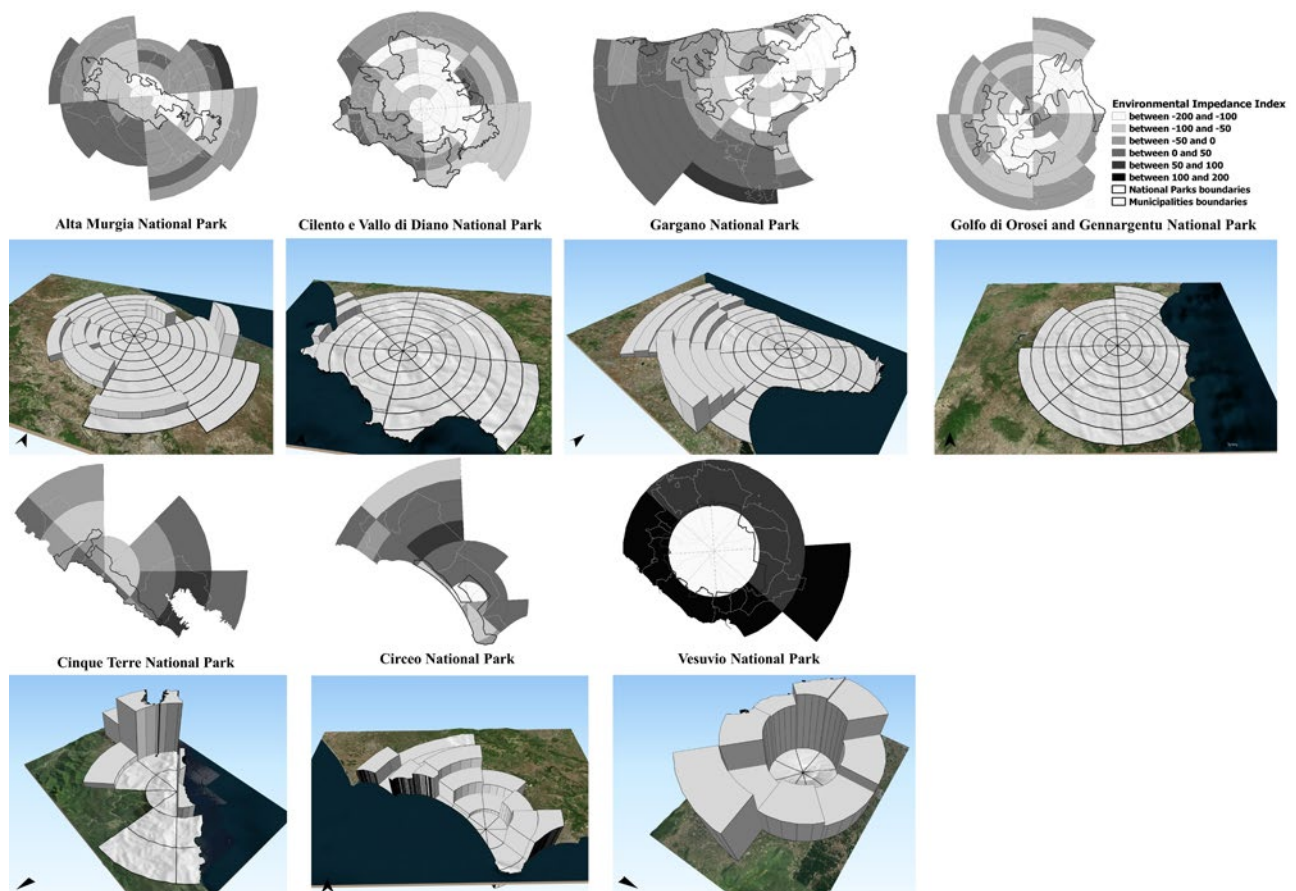 Environmental Impedance Index
between -200 and -100
between -100 and -50
between -50 and 0
between 0 and 50
between 50 and 100
between 100 and 200
National Parks boundaries
Municipalities boundaries
Alta Murgia National Park
Cilento e Vallo di Diano National Park
Gargano National Park
Golfo di Orosei and Gennargentu National Park
Cinque Terre National Park
Circeo National Park
Vesuvio National Park